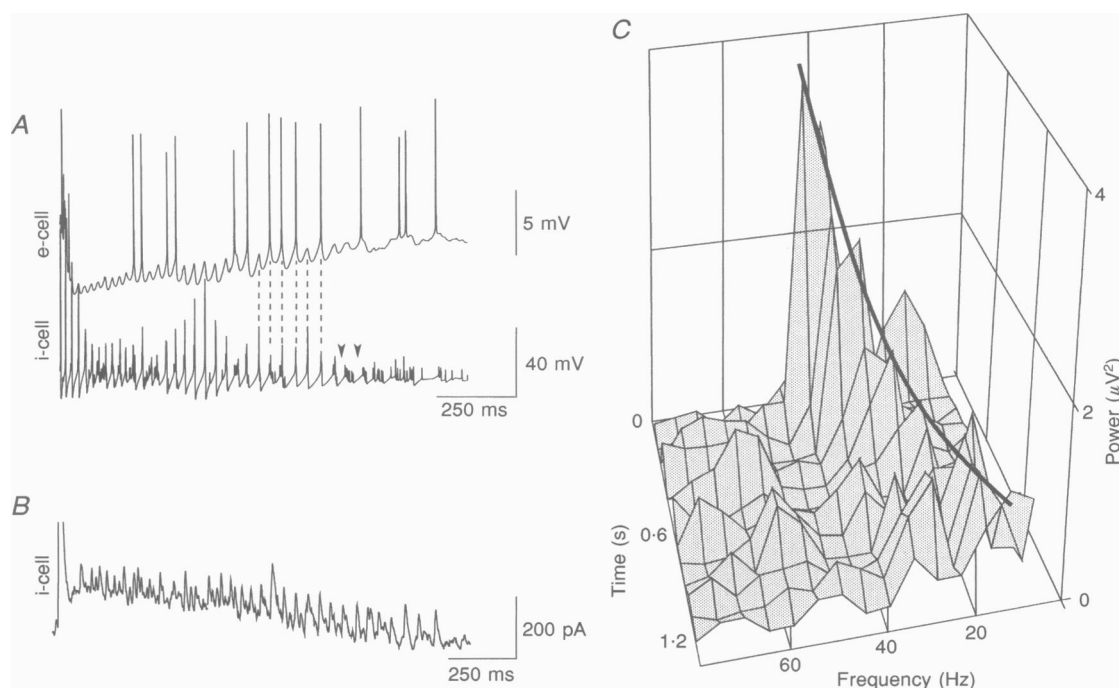 A
e-cell
5 mV
i-cell
40 mV
250 ms
B
i-cell
200 pA
250 ms
C
4
2
0
Power (μV²)
0
0·6
1·2
Time (s)
60
40
20
Frequency (Hz)